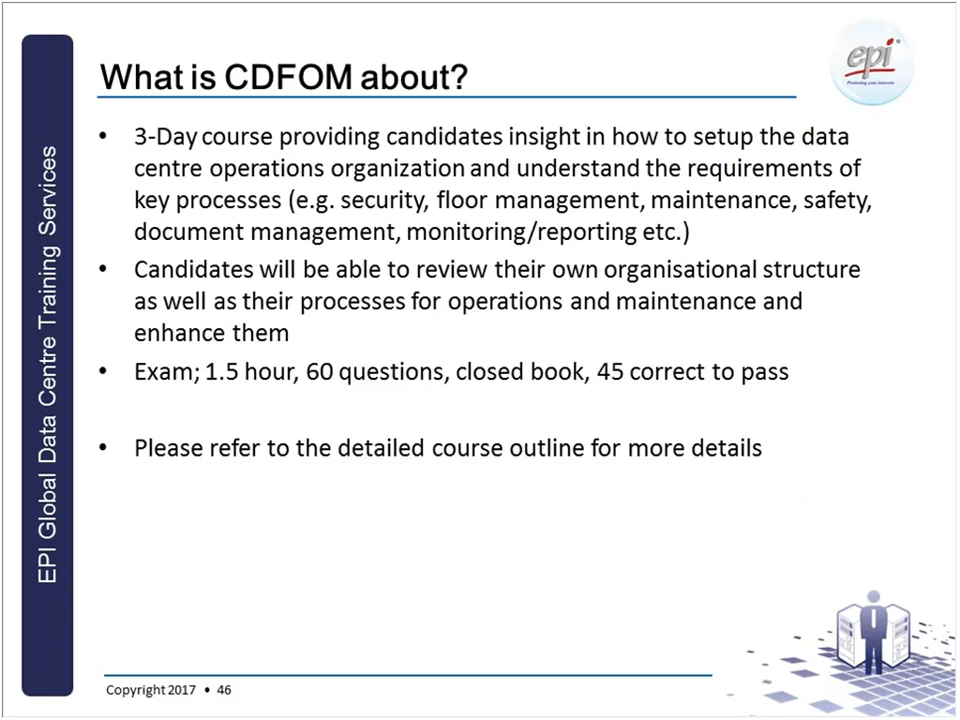 What is CDFOM about?
epi
• 3-Day course providing candidates insight in how to setup the data
centre operations organization and understand the requirements of
key processes (e.g. security, floor management, maintenance, safety,
document management, monitoring/reporting etc.)
• Candidates will be able to review their own organisational structure
as well as their processes for operations and maintenance and
enhance them
• Exam; 1.5 hour, 60 questions, closed book, 45 correct to pass
• Please refer to the detailed course outline for more details
EPI Global Data Centre Training Services
Copyright 2017 • 46